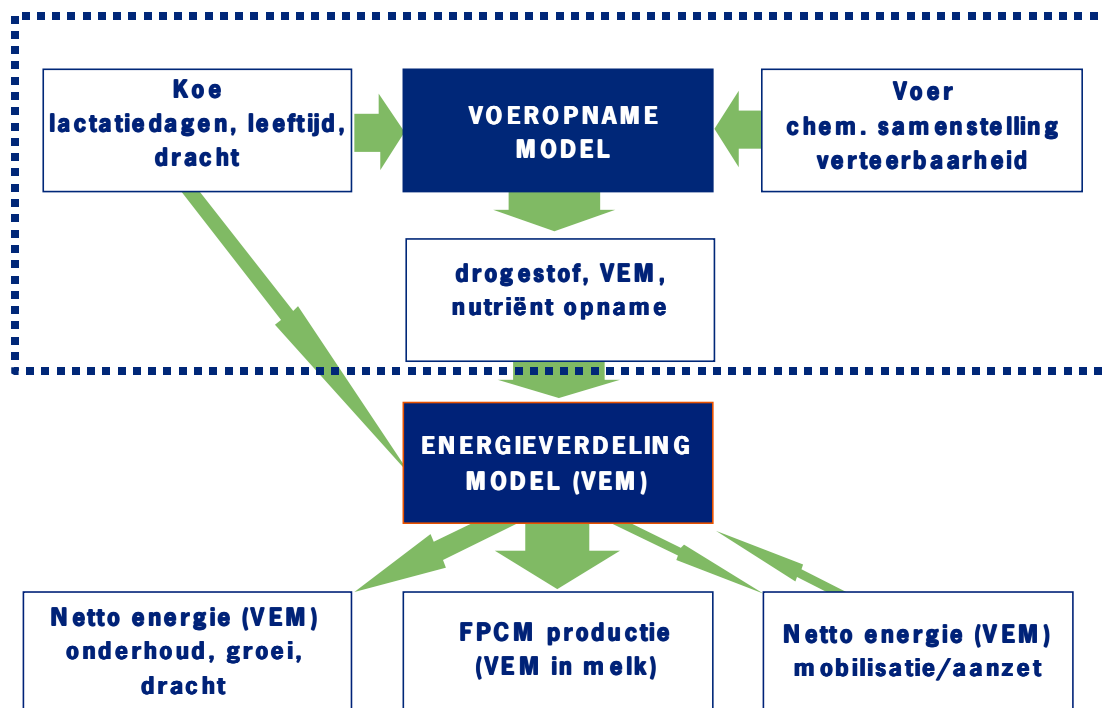 Koe
lactatiedagen, leeftijd,
dracht
VOEROPNAME
MODEL
Voer
chem. samenstelling
verteerbaarheid
drogestof, VEM,
nutriënt opname
ENERGIEVERDELING
MODEL (VEM)
Netto energie (VEM)
onderhoud, groei,
dracht
FPCM productie
(VEM in melk)
Netto energie (VEM)
mobilisatie/aanzet